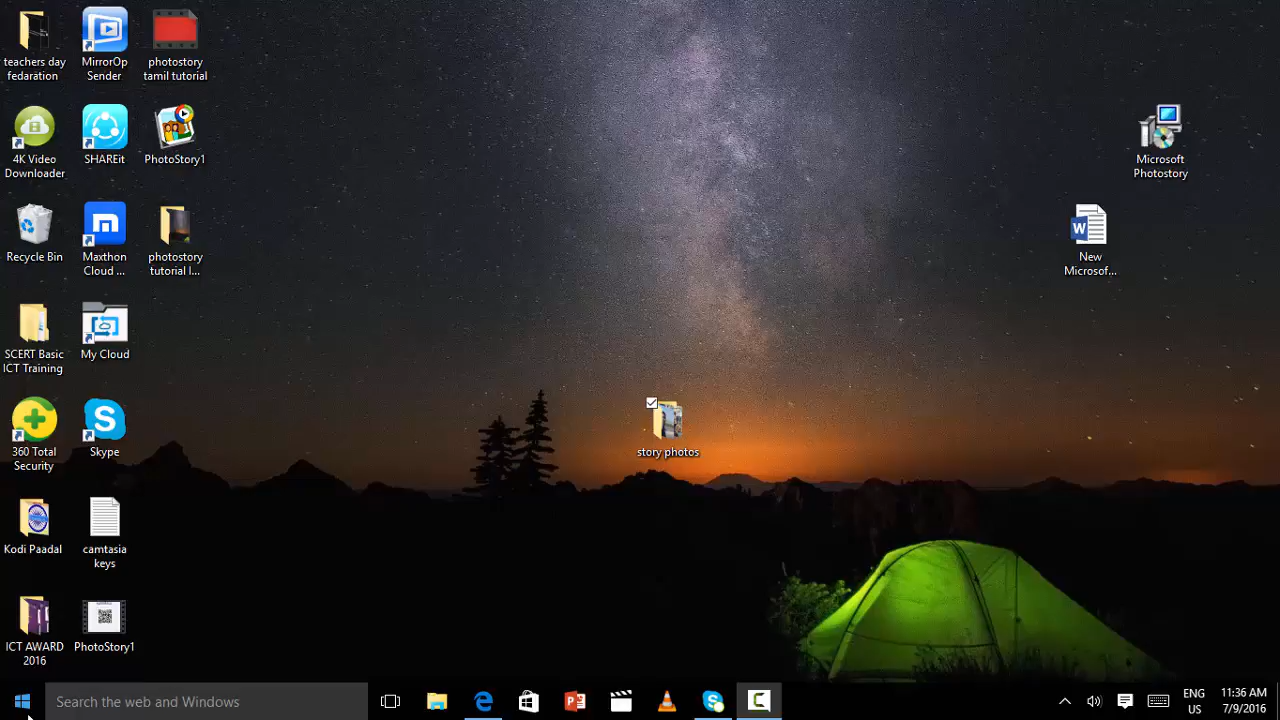 teachers day
fedaration
MirrorOp
Sender
photostory
tamil tutorial
4K Video
Downloader
SHAREit
PhotoStory1
Microsoft
Photostory
Recycle Bin
Maxthon
Cloud ...
photostory
tutorial l...
New
Microsof...
SCERT Basic
ICT Training
My Cloud
360 Total
Security
Skype
story photos
Kodi Paadal
camtasia
keys
ICT AWARD
2016
PhotoStory1
Search the web and Windows
ENG
US
11:36 AM
7/9/2016